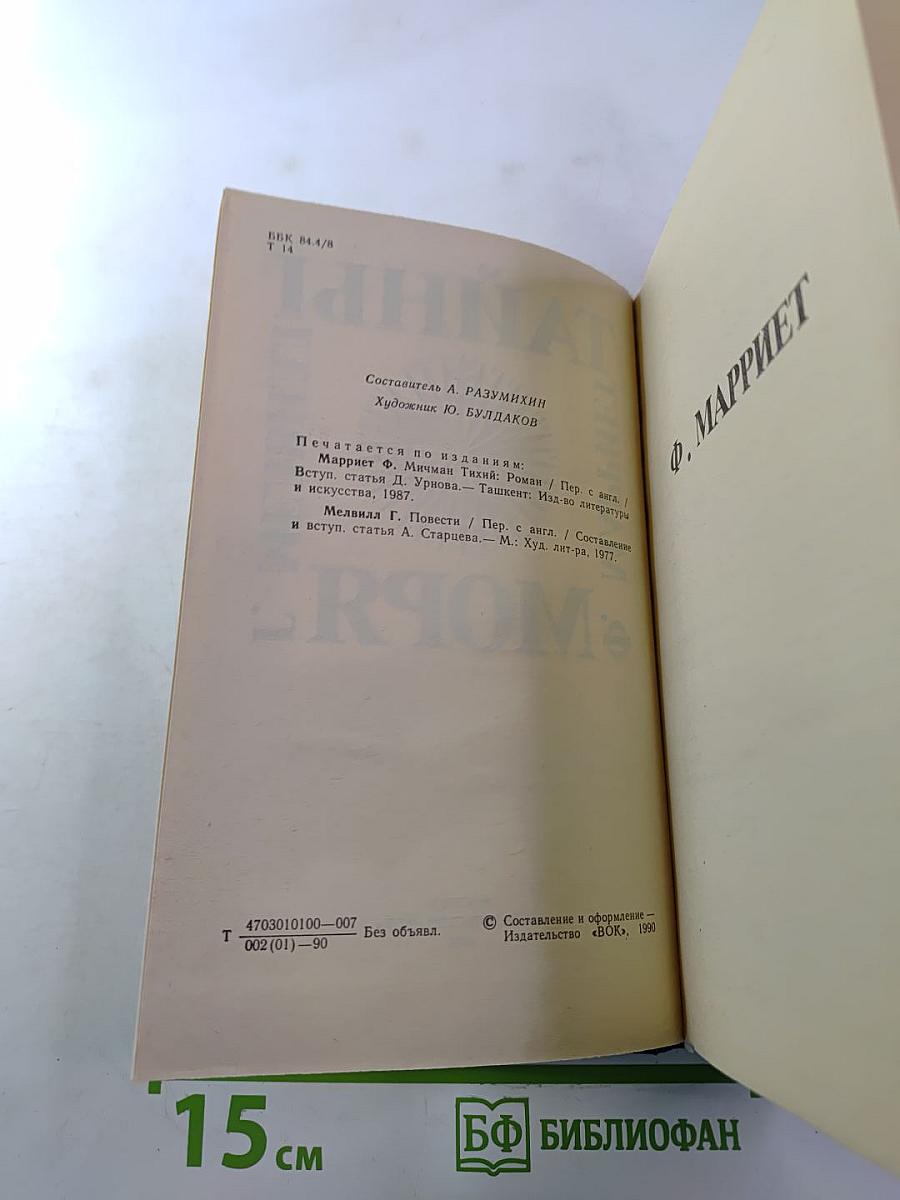 ББК 84.4/8
Т 14
Составитель А. РАЗУМИХИН
Художник Ю. БУЛДАКОВ
Печатается по изданиям:
Марриет Ф. Мичман Тихий: Роман / Пер. с англ. /
Вступ. статья Д. Урнова.— Ташкент: Изд-во литературы
и искусства, 1987.
Мелвилл Г. Повести / Пер. с англ. / Составление
и вступ. статья А. Старцева.— М.: Худ. лит-ра, 1977.
Т 4703010100—007
002(01)—90
Без объявл.
© Составление и оформление —
Издательство «ВОК», 1990
Ф. МАРРИЕТ
ТАЙНЫ
МОРЯ
15 см
БФ БИБЛИОФАН